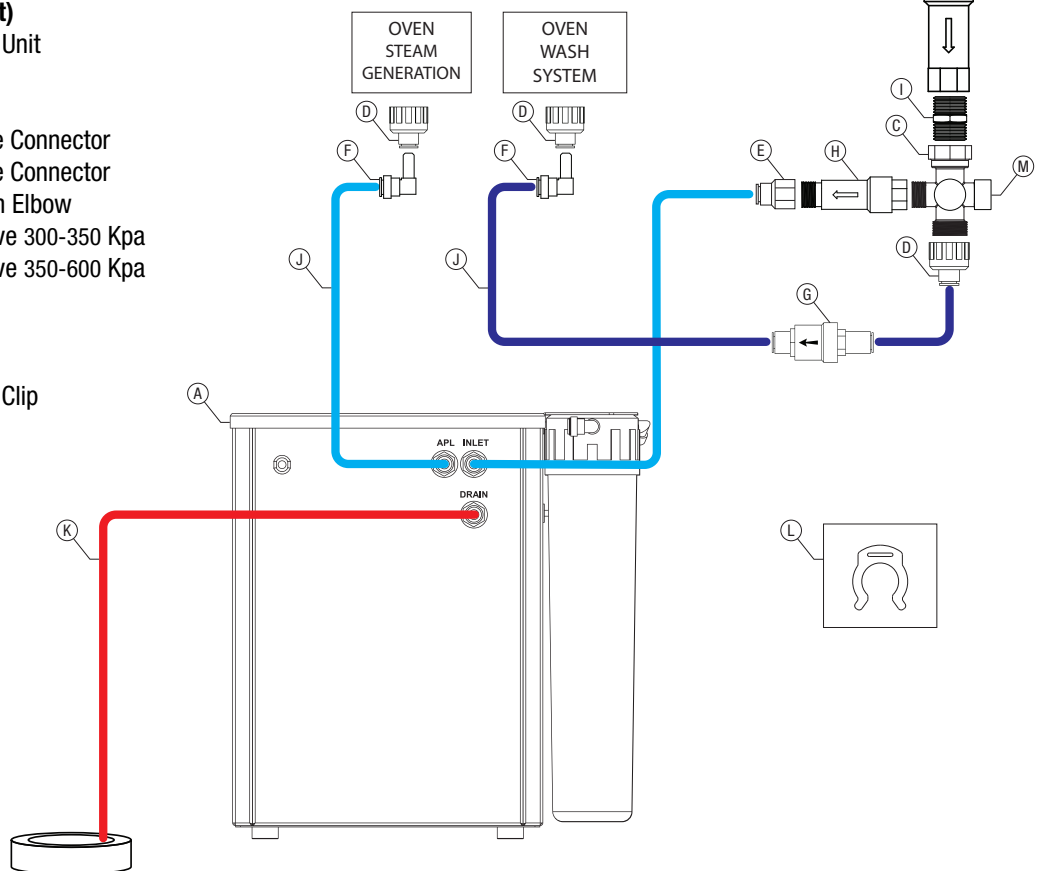 t)
Unit
e Connector
e Connector
n Elbow
ve 300-350 Kpa
ve 350-600 Kpa
Clip
OVEN
STEAM
GENERATION
OVEN
WASH
SYSTEM
D
D
F
F
I
C
E
H
M
D
J
J
G
A
APL INLET
DRAIN
K
L